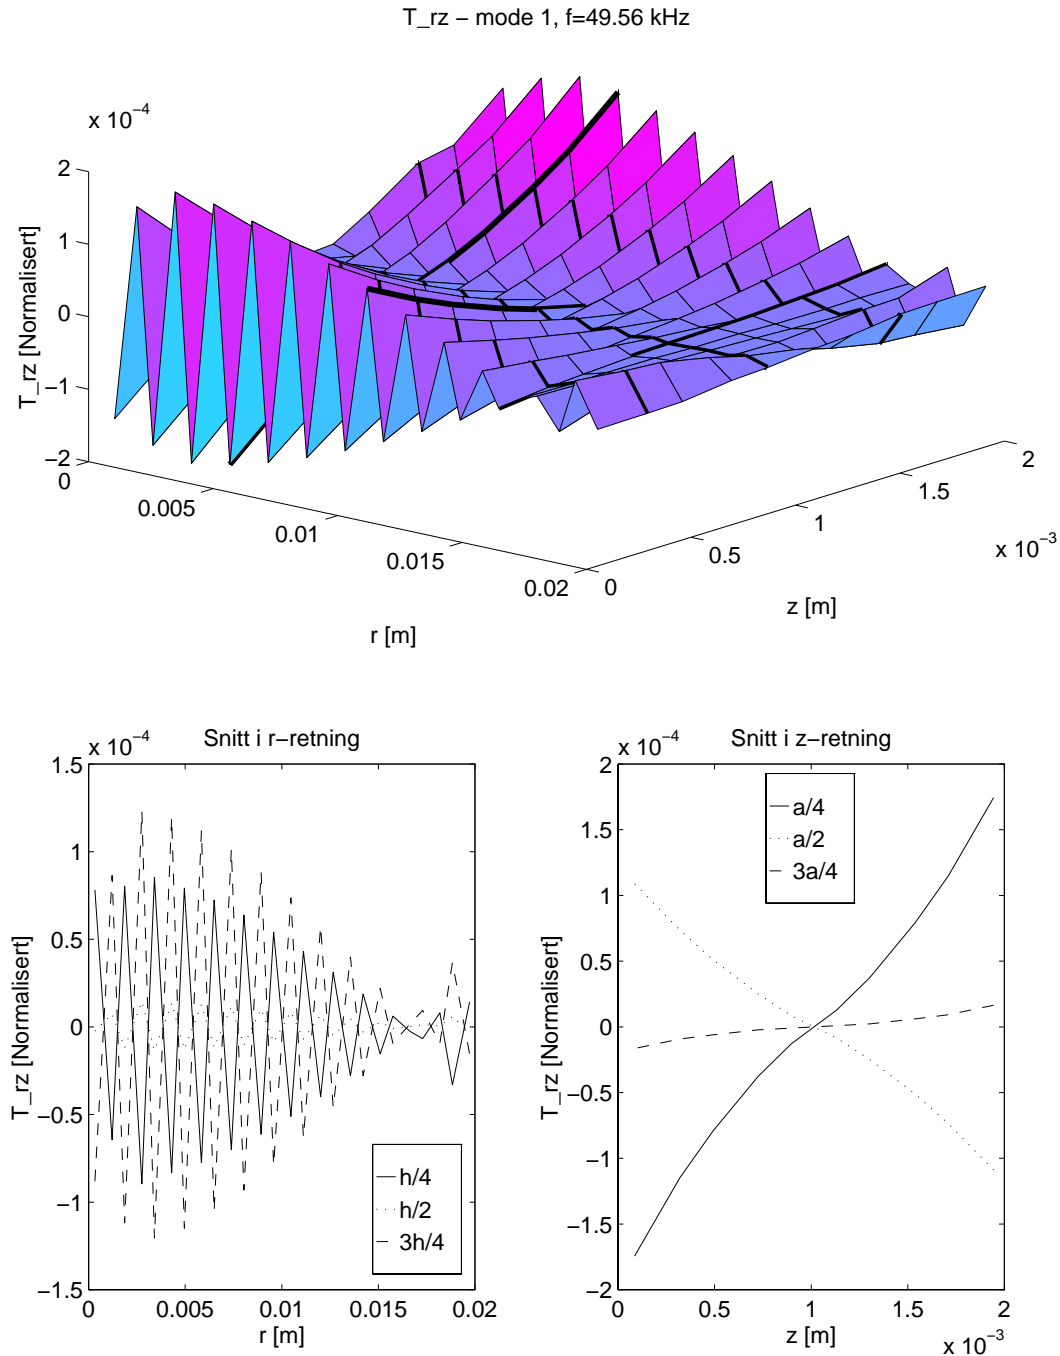 T_rz − mode 1, f=49.56 kHz
x 10−4
2
1
0
−1
−2
T_rz [Normalisert]
0
0.005
0.01
0.015
0.02
r [m]
0
0.5
1
1.5
2
x 10−3
z [m]
Snitt i r−retning
x 10−4
1.5
1
0.5
0
−0.5
−1
−1.5
T_rz [Normalisert]
h/4
h/2
3h/4
0
0.005
0.01
0.015
0.02
r [m]
Snitt i z−retning
x 10−4
2
1.5
1
0.5
0
−0.5
−1
−1.5
−2
T_rz [Normalisert]
a/4
a/2
3a/4
0
0.5
1
1.5
2
x 10−3
z [m]